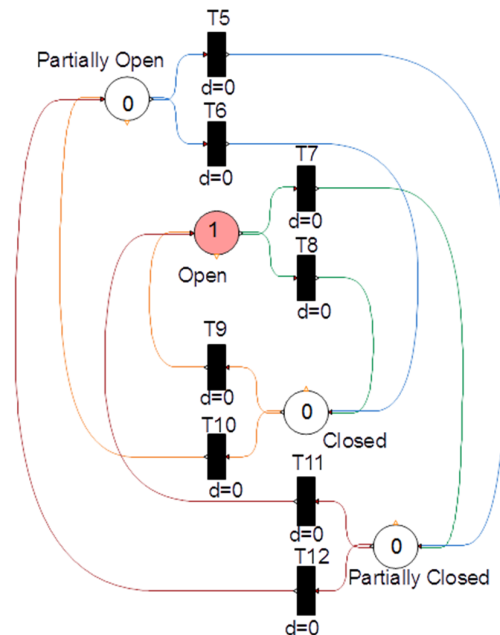 T5
Partially Open
0
d=0
T6
d=0
T7
d=0
1
T8
Open
d=0
T9
d=0
0
Closed
T10
d=0
T11
d=0
0
T12
Partially Closed
d=0